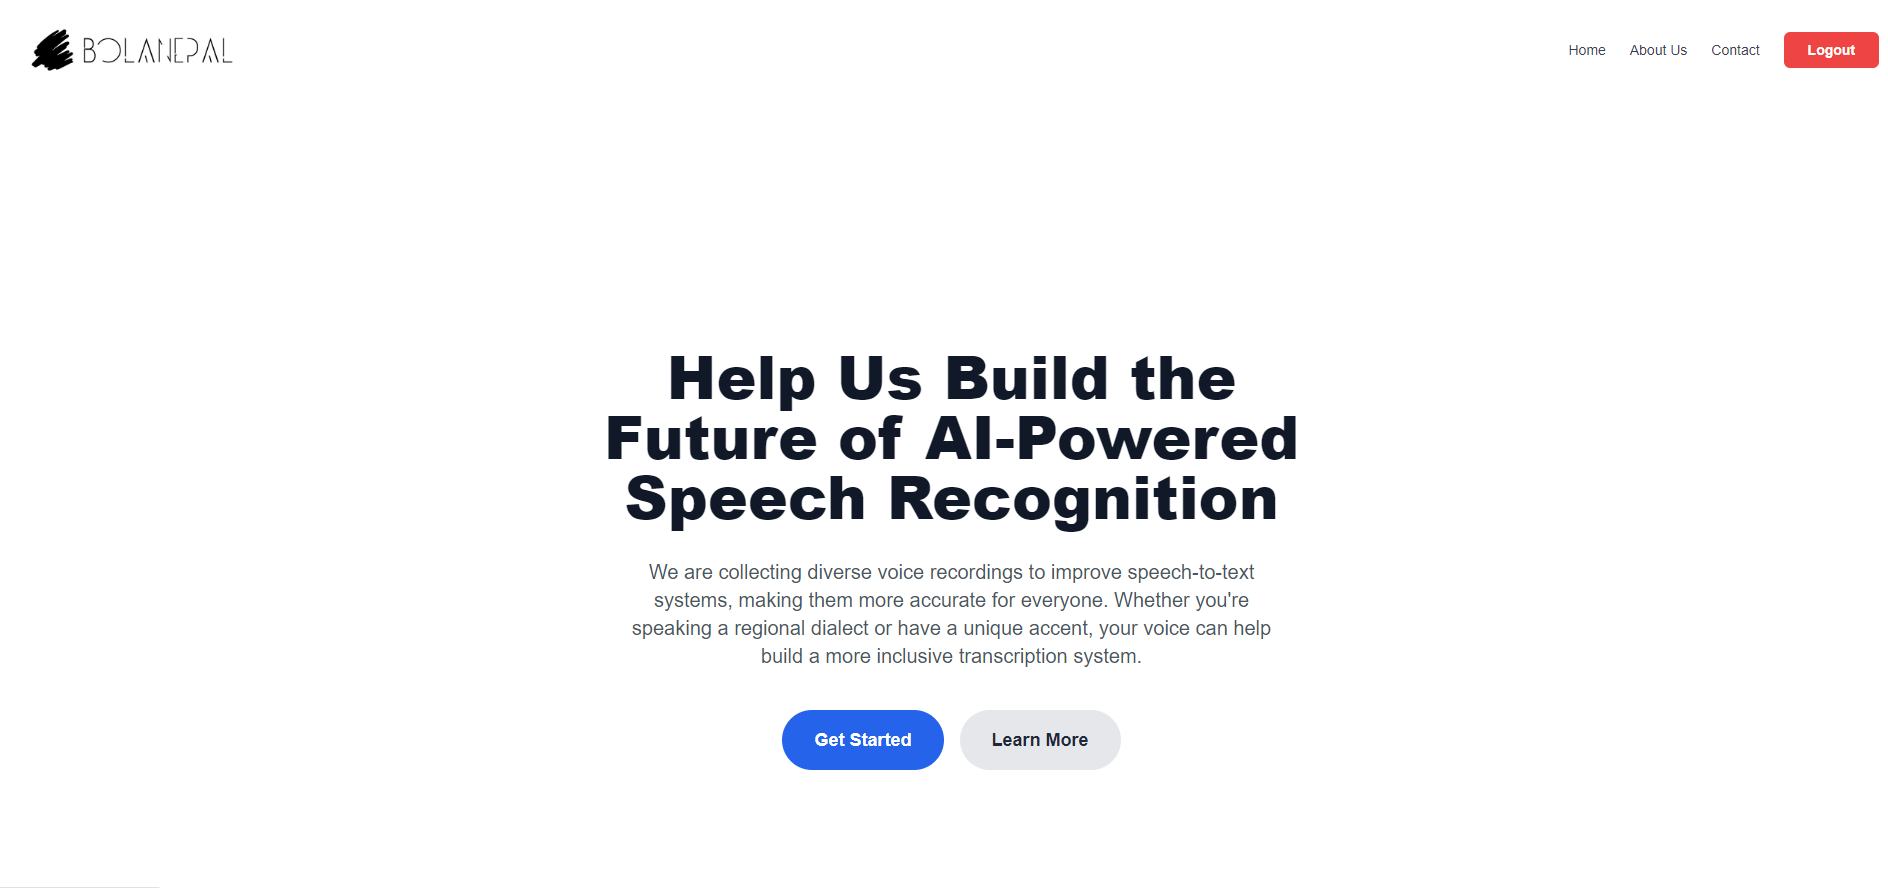 BOLANEPAL
Home About Us Contact Logout
Help Us Build the
Future of AI-Powered
Speech Recognition
We are collecting diverse voice recordings to improve speech-to-text
systems, making them more accurate for everyone. Whether you're
speaking a regional dialect or have a unique accent, your voice can help
build a more inclusive transcription system.
Get Started Learn More